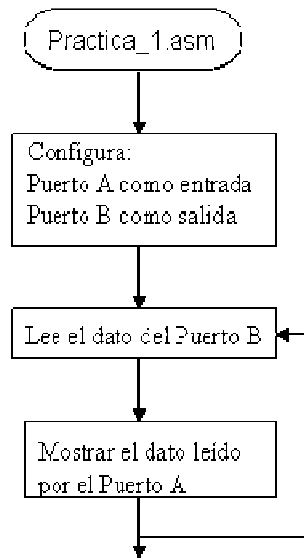 Practica_1.asm
Configura:
Puerto A como entrada
Puerto B como salida
Lee el dato del Puerto B
Mostrar el dato leído
por el Puerto A